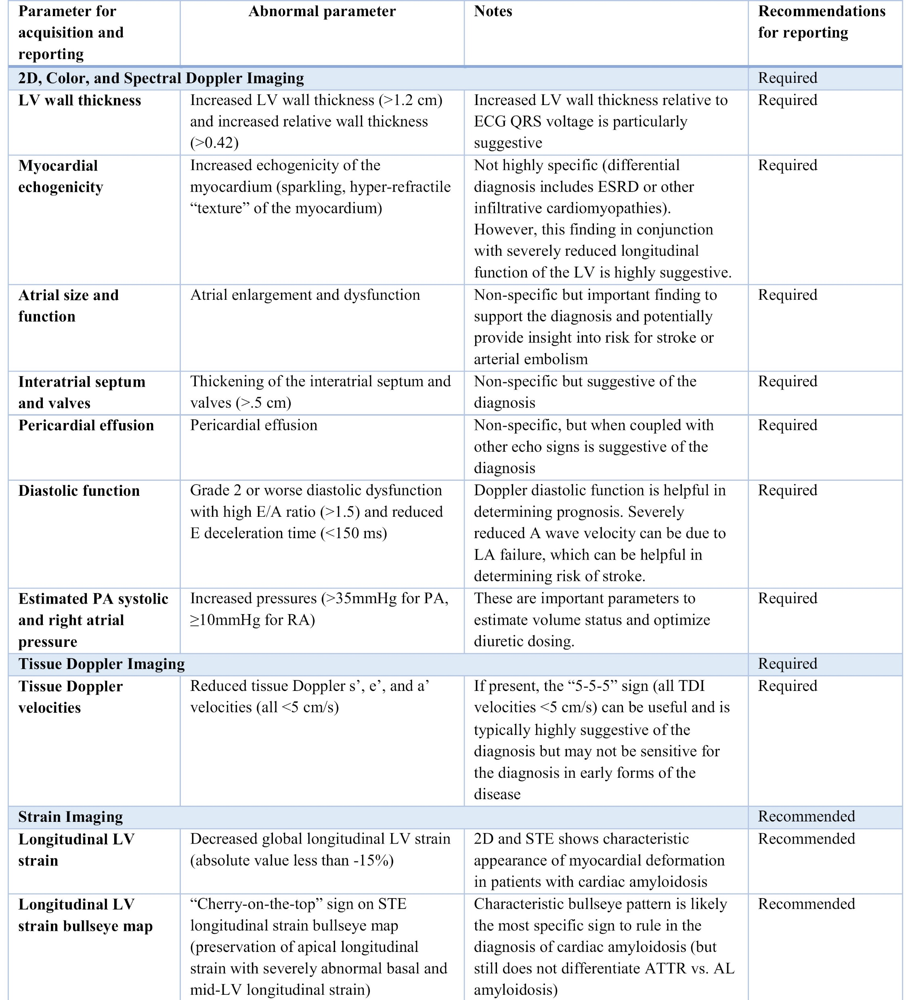 Parameter for
acquisition and
reporting
Abnormal parameter
Notes
Recommendations
for reporting
2D, Color, and Spectral Doppler Imaging
Required
LV wall thickness
Increased LV wall thickness (>1.2 cm)
and increased relative wall thickness
(>0.42)
Increased LV wall thickness relative to
ECG QRS voltage is particularly
suggestive
Required
Myocardial
echogenicity
Increased echogenicity of the
myocardium (sparkling, hyper-refractile
“texture” of the myocardium)
Not highly specific (differential
diagnosis includes ESRD or other
infiltrative cardiomyopathies).
However, this finding in conjunction
with severely reduced longitudinal
function of the LV is highly suggestive.
Required
Atrial size and
function
Atrial enlargement and dysfunction
Non-specific but important finding to
support the diagnosis and potentially
provide insight into risk for stroke or
arterial embolism
Required
Interatrial septum
and valves
Thickening of the interatrial septum and
valves (>.5 cm)
Non-specific but suggestive of the
diagnosis
Required
Pericardial effusion
Pericardial effusion
Non-specific, but when coupled with
other echo signs is suggestive of the
diagnosis
Required
Diastolic function
Grade 2 or worse diastolic dysfunction
with high E/A ratio (>1.5) and reduced
E deceleration time (<150 ms)
Doppler diastolic function is helpful in
determining prognosis. Severely
reduced A wave velocity can be due to
LA failure, which can be helpful in
determining risk of stroke.
Required
Estimated PA systolic
and right atrial
pressure
Increased pressures (>35mmHg for PA,
≥10mmHg for RA)
These are important parameters to
estimate volume status and optimize
diuretic dosing.
Required
Tissue Doppler Imaging
Required
Tissue Doppler
velocities
Reduced tissue Doppler s’, e’, and a’
velocities (all <5 cm/s)
If present, the “5-5-5” sign (all TDI
velocities <5 cm/s) can be useful and is
typically highly suggestive of the
diagnosis but may not be sensitive for
the diagnosis in early forms of the
disease
Required
Strain Imaging
Recommended
Longitudinal LV
strain
Decreased global longitudinal LV strain
(absolute value less than -15%)
2D and STE shows characteristic
appearance of myocardial deformation
in patients with cardiac amyloidosis
Recommended
Longitudinal LV
strain bullseye map
“Cherry-on-the-top” sign on STE
longitudinal strain bullseye map
(preservation of apical longitudinal
strain with severely abnormal basal and
mid-LV longitudinal strain)
Characteristic bullseye pattern is likely
the most specific sign to rule in the
diagnosis of cardiac amyloidosis (but
still does not differentiate ATTR vs. AL
amyloidosis)
Recommended